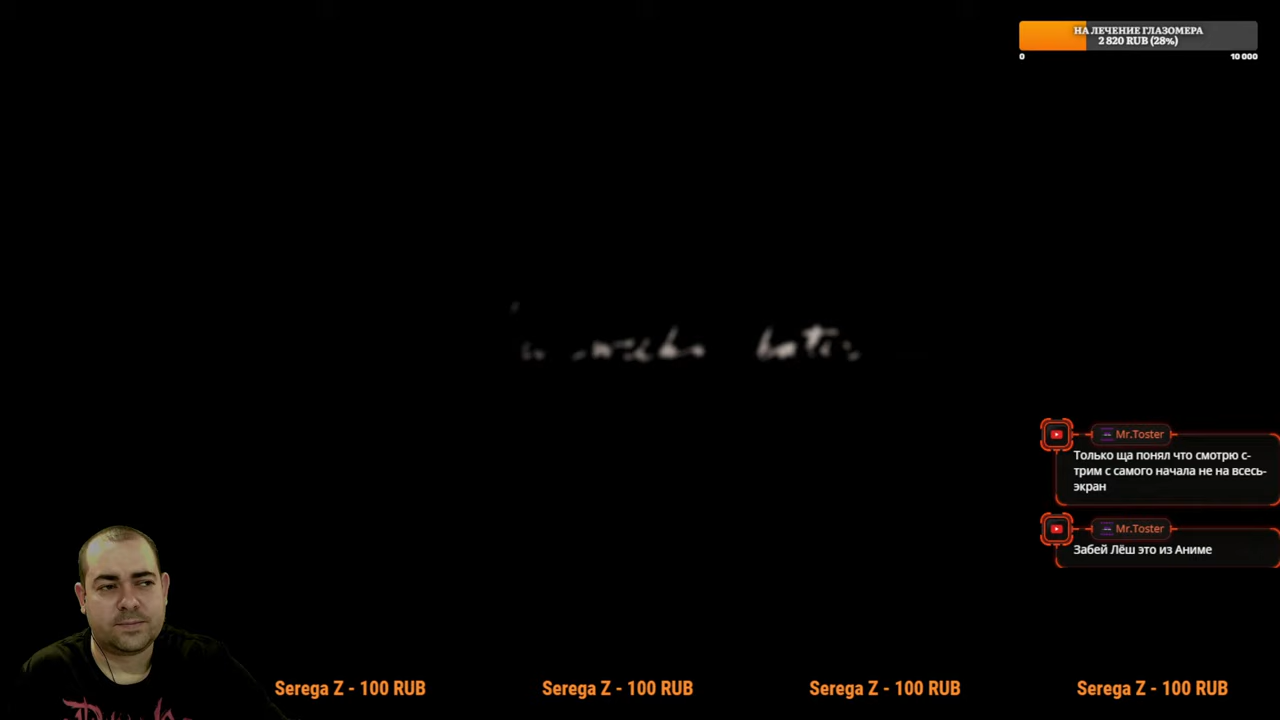 НА ЛЕЧЕНИЕ ГЛАЗОМЕРА
2 820 RUB (28%)
0 10 000
Mr.Toster
Только ща понял что смотрю с-
трим с самого начала не на всесь-
экран
Mr.Toster
Забей Лёш это из Аниме
Serega Z - 100 RUB Serega Z - 100 RUB Serega Z - 100 RUB Serega Z - 100 RUB